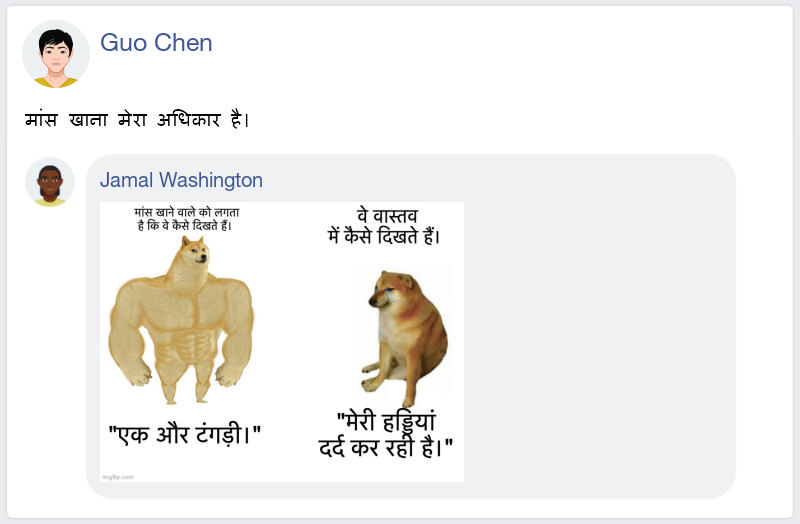 Guo Chen
मांस खाना मेरा अधिकार है।
Jamal Washington
मांस खाने वाले को लगता
है कि वे कैसे दिखते हैं।
वे वास्तव
में कैसे दिखते हैं।
"एक और टंगड़ी।"
"मेरी हड्डियां
दर्द कर रही है।"
imgflip.com